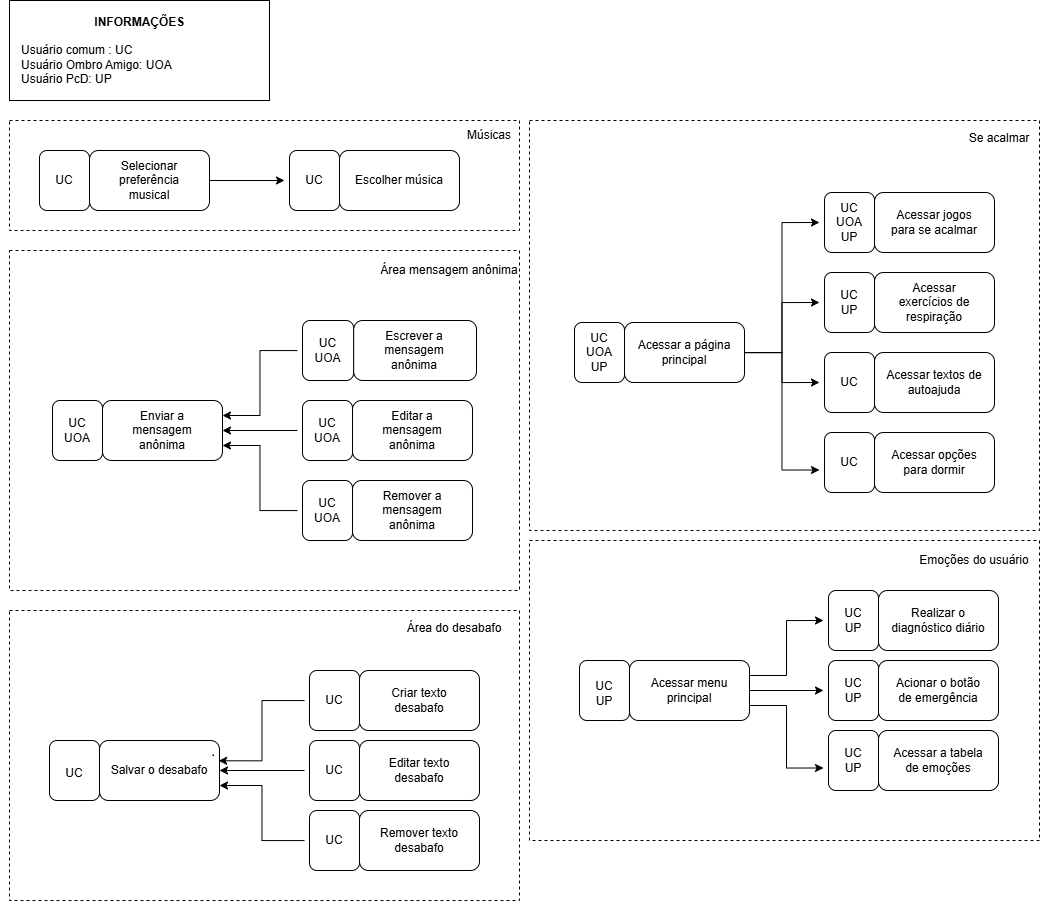 INFORMAÇÕES
Usuário comum : UC
Usuário Ombro Amigo: UOA
Usuário PcD: UP
Músicas
UC
Selecionar
preferência
musical
UC
Escolher música
Área mensagem anônima
UC
UOA
Escrever a
mensagem
anônima
UC
UOA
Enviar a
mensagem
anônima
UC
UOA
Editar a
mensagem
anônima
UC
UOA
Remover a
mensagem
anônima
Área do desabafo
UC
Criar texto
desabafo
UC
Salvar o desabafo
UC
Editar texto
desabafo
UC
Remover texto
desabafo
Se acalmar
UC
UOA
UP
Acessar a página
principal
UC
UOA
UP
Acessar jogos
para se acalmar
UC
UP
Acessar
exercícios de
respiração
UC
Acessar textos de
autoajuda
UC
Acessar opções
para dormir
Emoções do usuário
UC
UP
Acessar menu
principal
UC
UP
Realizar o
diagnóstico diário
UC
UP
Acionar o botão
de emergência
UC
UP
Acessar a tabela
de emoções